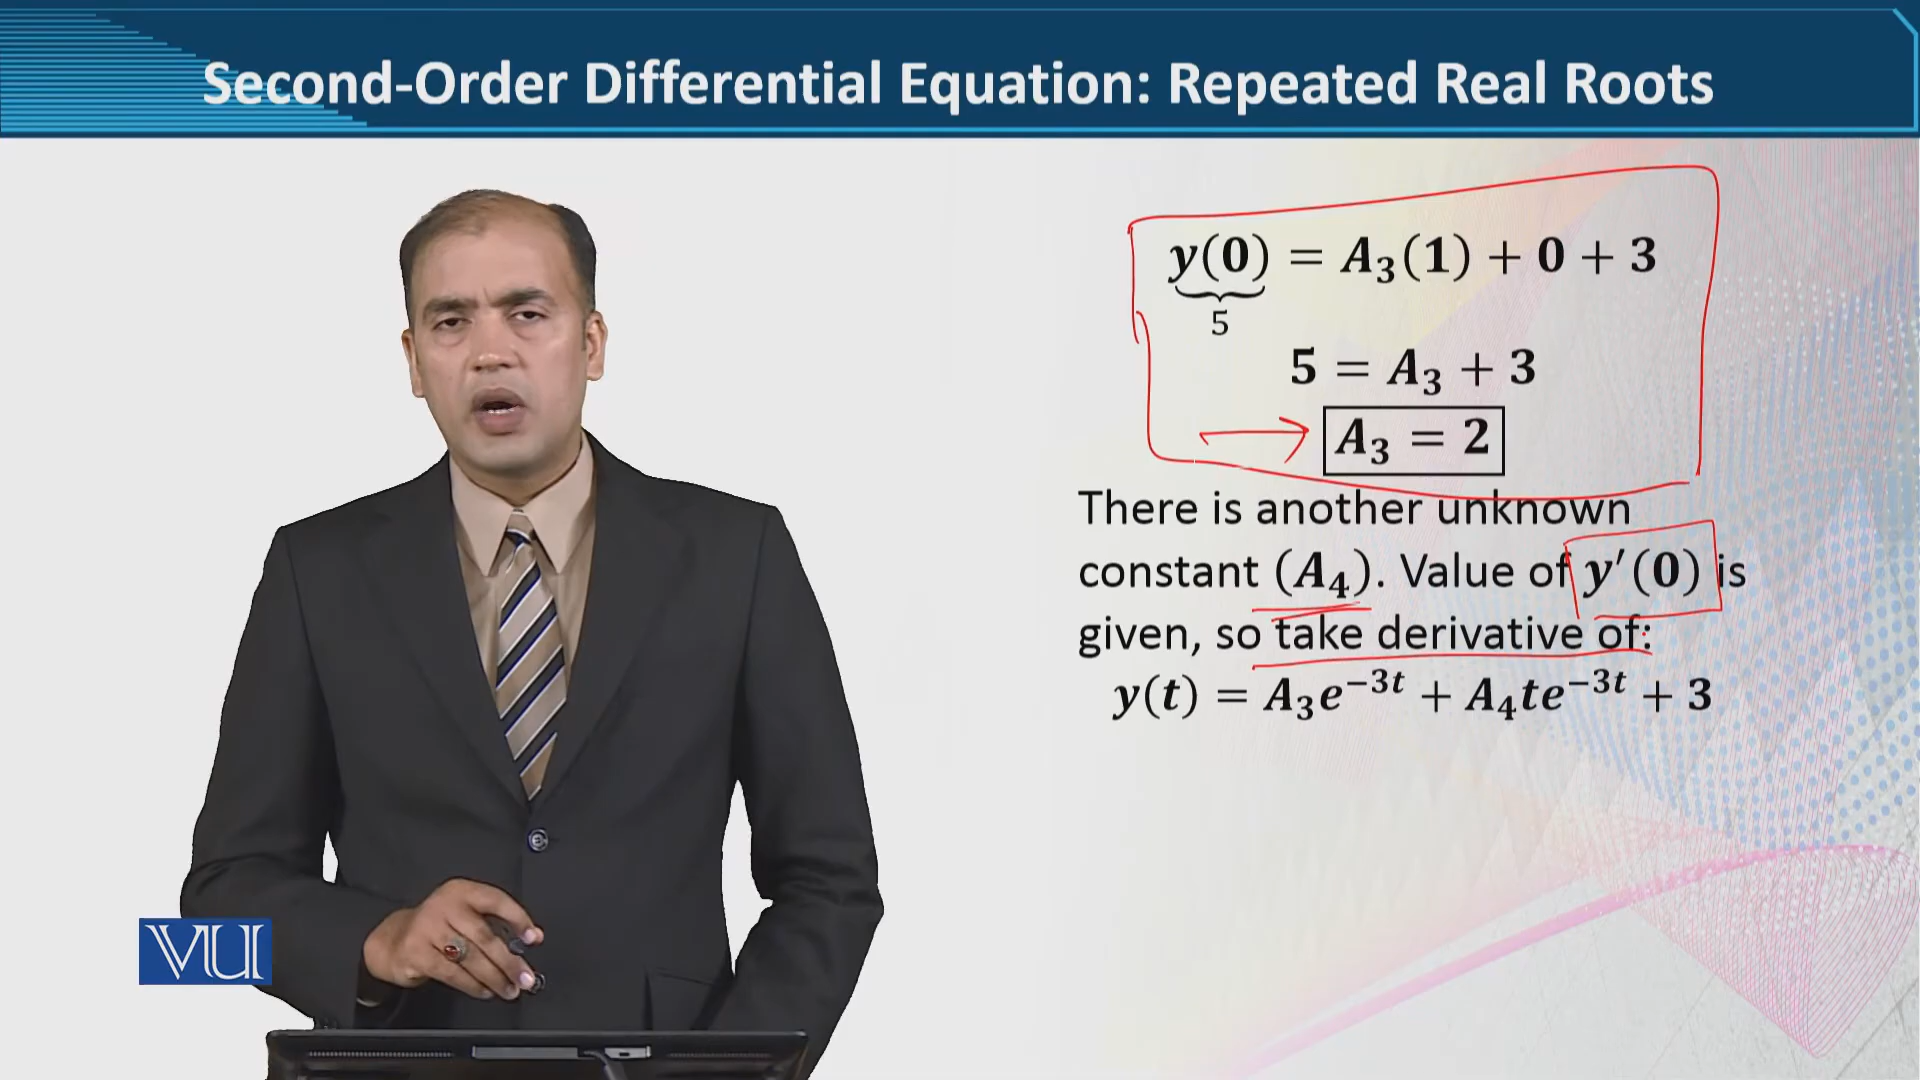 Second-Order Differential Equation: Repeated Real Roots
y(0) = A₃(1) + 0 + 3
5
5 = A₃ + 3
A₃ = 2
There is another unknown
constant (A₄). Value of y′(0) is
given, so take derivative of:
y(t) = A₃e⁻³ᵗ + A₄te⁻³ᵗ + 3
VU